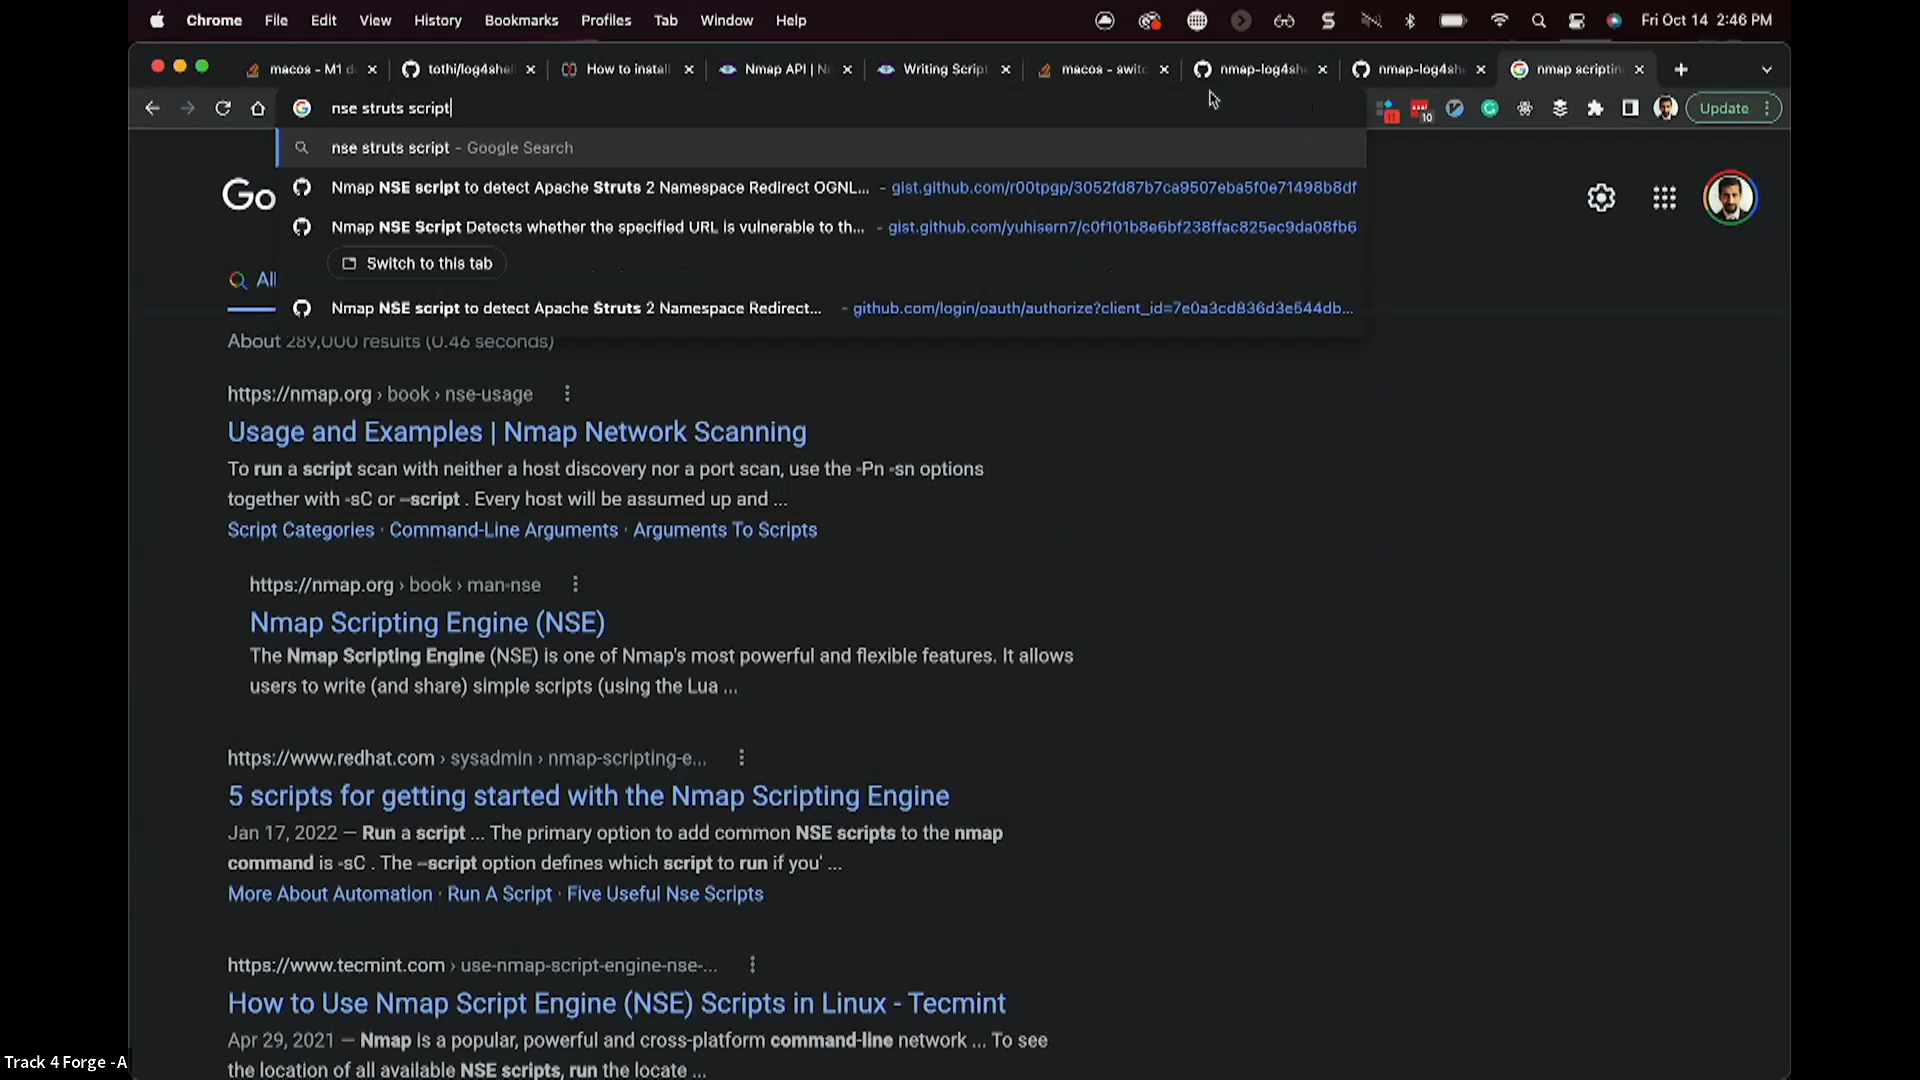 Chrome File Edit View History Bookmarks Profiles Tab Window Help Fri Oct 14 2:46 PM
macos - M1 d tothi/log4shell How to install Nmap API | N Writing Script macos - swit nmap-log4sh nmap-log4sh nmap scriptin
nse struts script 11 10 Update
nse struts script - Google Search
Nmap NSE script to detect Apache Struts 2 Namespace Redirect OGNL... - gist.github.com/r00tpgp/3052fd87b7ca9507eba5f0e71498b8df
Go
Nmap NSE Script Detects whether the specified URL is vulnerable to th... - gist.github.com/yuhisern7/c0f101b8e6bf238ffac825ec9da08fb6
Switch to this tab
All
Nmap NSE script to detect Apache Struts 2 Namespace Redirect... - github.com/login/oauth/authorize?client_id=7e0a3cd836d3e544db...
About 289,000 results (0.46 seconds)
https://nmap.org › book › nse-usage
Usage and Examples | Nmap Network Scanning
To run a script scan with neither a host discovery nor a port scan, use the -Pn -sn options
together with -sC or --script . Every host will be assumed up and ...
Script Categories · Command-Line Arguments · Arguments To Scripts
https://nmap.org › book › man-nse
Nmap Scripting Engine (NSE)
The Nmap Scripting Engine (NSE) is one of Nmap's most powerful and flexible features. It allows
users to write (and share) simple scripts (using the Lua ...
https://www.redhat.com › sysadmin › nmap-scripting-e...
5 scripts for getting started with the Nmap Scripting Engine
Jan 17, 2022 — Run a script ... The primary option to add common NSE scripts to the nmap
command is -sC . The --script option defines which script to run if you' ...
More About Automation · Run A Script · Five Useful Nse Scripts
https://www.tecmint.com › use-nmap-script-engine-nse-...
How to Use Nmap Script Engine (NSE) Scripts in Linux - Tecmint
Apr 29, 2021 — Nmap is a popular, powerful and cross-platform command-line network ... To see
the location of all available NSE scripts, run the locate ...
Track 4 Forge -A